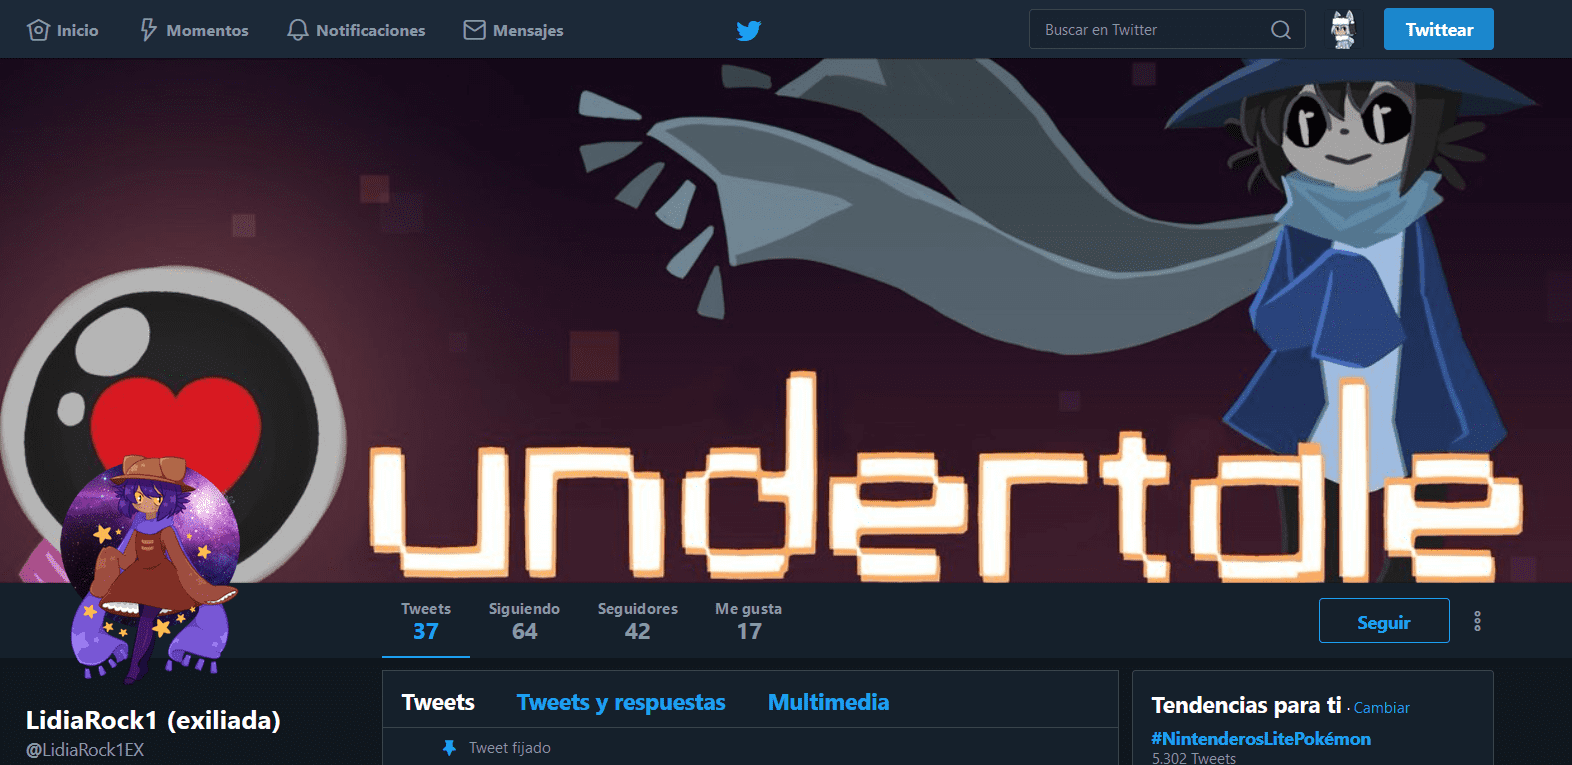 Inicio Momentos Notificaciones Mensajes Buscar en Twitter Twittear
undertale
Tweets Siguiendo Seguidores Me gusta
37 64 42 17
Seguir
LidiaRock1 (exiliada)
@LidiaRock1EX
Tweets Tweets y respuestas Multimedia
Tweet fijado
Tendencias para ti · Cambiar
#NintenderosLitePokémon
5.302 Tweets